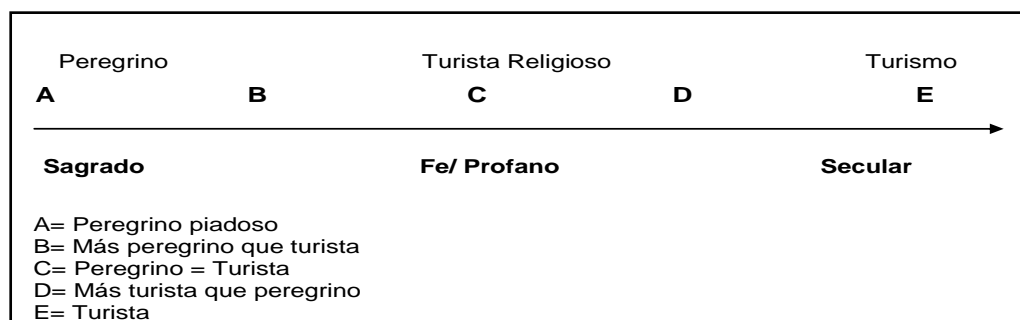 Peregrino Turista Religioso Turismo
A B C D E
Sagrado Fe/ Profano Secular
A= Peregrino piadoso
B= Más peregrino que turista
C= Peregrino = Turista
D= Más turista que peregrino
E= Turista